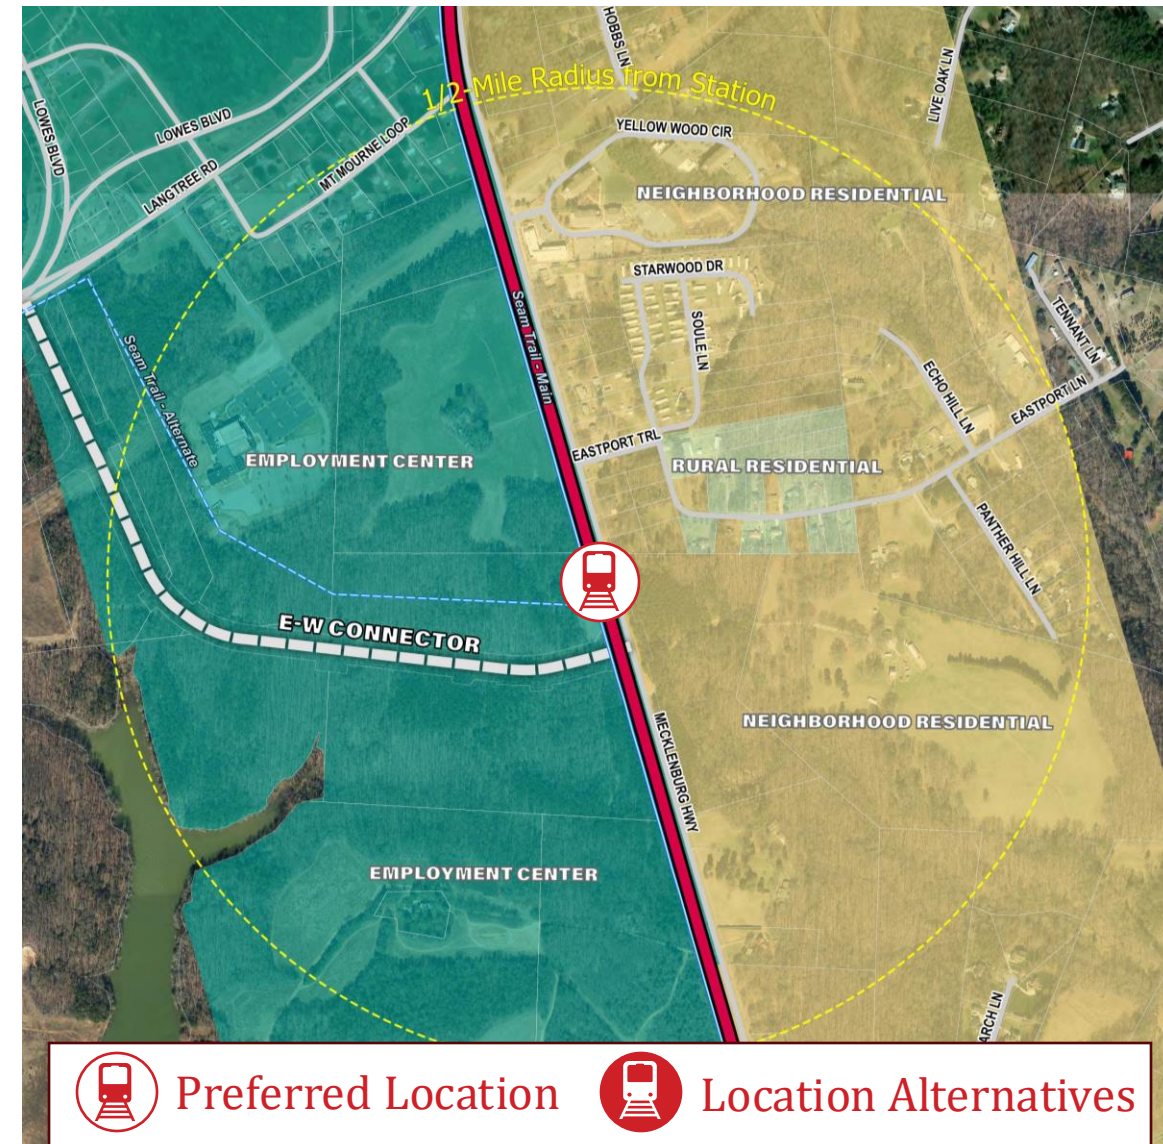 HOBBS LN
LIVE OAK LN
1/2-Mile Radius from Station
LOWES BLVD
LOWES BLVD
LANGTREE RD
MT MOURNE LOOP
YELLOW WOOD CIR
NEIGHBORHOOD RESIDENTIAL
STARWOOD DR
SOULE LN
TENNANT LN
Seam Trail - Main
Seam Trail - Alternate
ECHO HILL LN
EASTPORT LN
EASTPORT TRL
EMPLOYMENT CENTER
RURAL RESIDENTIAL
PANTHER HILL LN
E-W CONNECTOR
MECKLENBURG HWY
NEIGHBORHOOD RESIDENTIAL
EMPLOYMENT CENTER
ARCH LN
Preferred Location
Location Alternatives